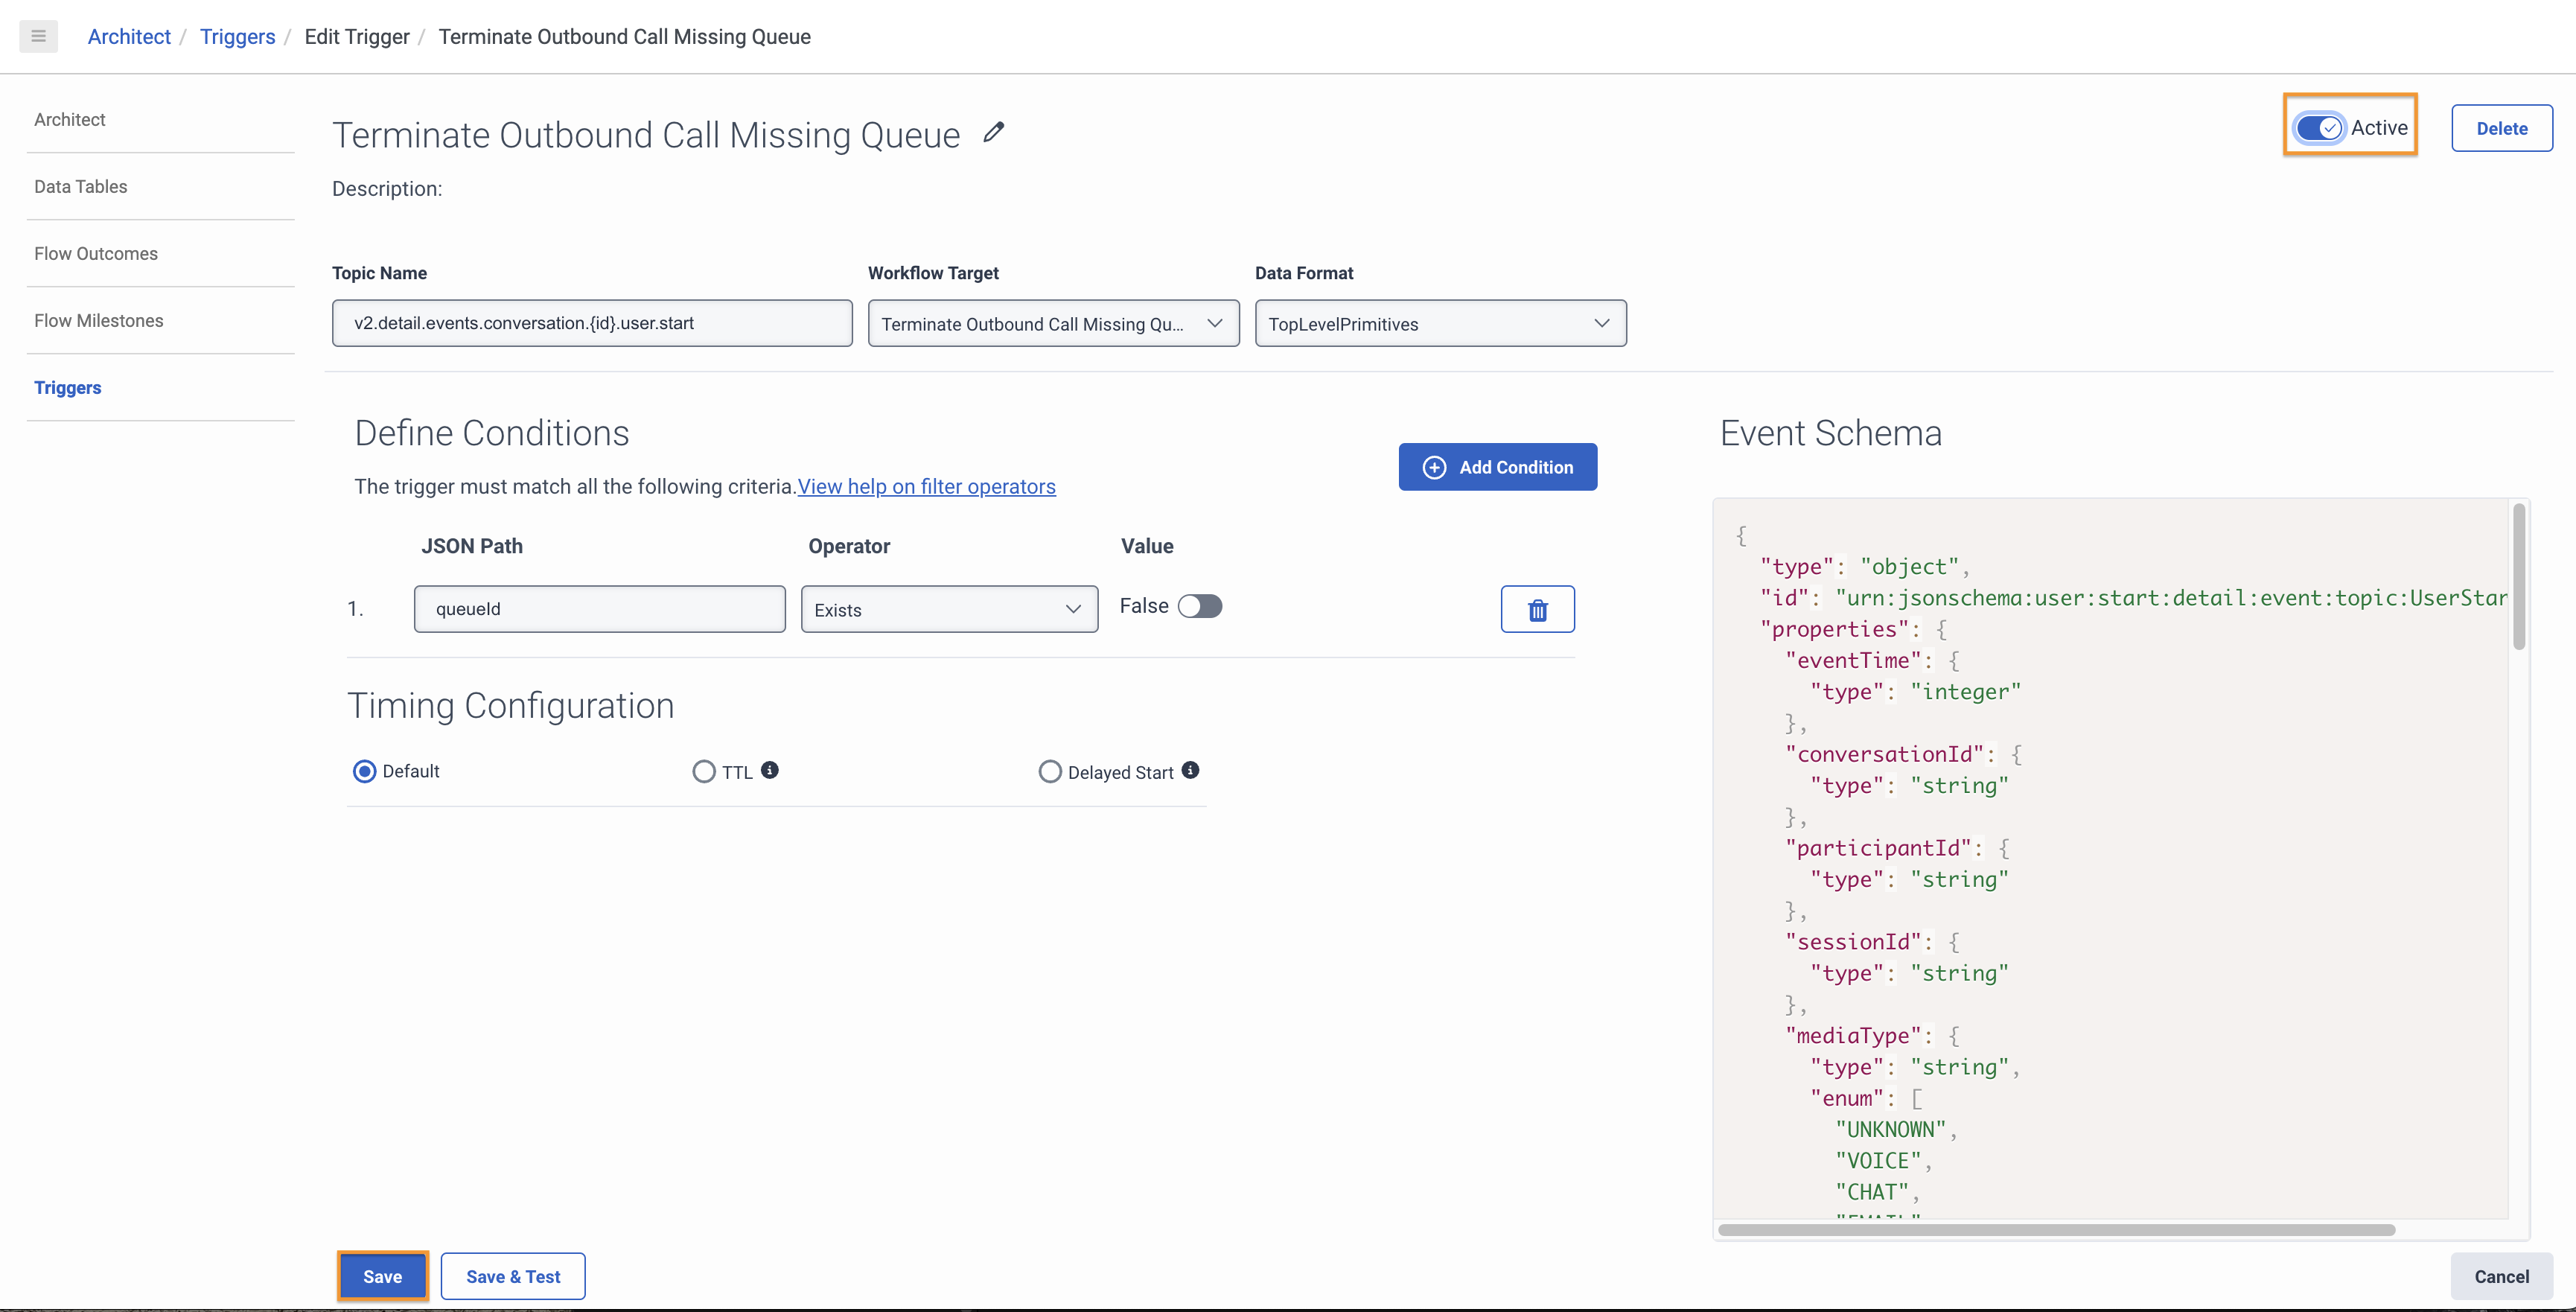 Architect / Triggers / Edit Trigger / Terminate Outbound Call Missing Queue
Architect
Data Tables
Flow Outcomes
Flow Milestones
Triggers
Terminate Outbound Call Missing Queue
Active
Delete
Description:
Topic Name
Workflow Target
Data Format
v2.detail.events.conversation.{id}.user.start
Terminate Outbound Call Missing Qu...
TopLevelPrimitives
Define Conditions
The trigger must match all the following criteria.View help on filter operators
Add Condition
JSON Path
Operator
Value
1.
queueId
Exists
False
Timing Configuration
Default
TTL
Delayed Start
Event Schema
{
"type": "object",
"id": "urn:jsonschema:user:start:detail:event:topic:UserStar
"properties": {
"eventTime": {
"type": "integer"
},
"conversationId": {
"type": "string"
},
"participantId": {
"type": "string"
},
"sessionId": {
"type": "string"
},
"mediaType": {
"type": "string",
"enum": [
"UNKNOWN",
"VOICE",
"CHAT",
Save
Save & Test
Cancel